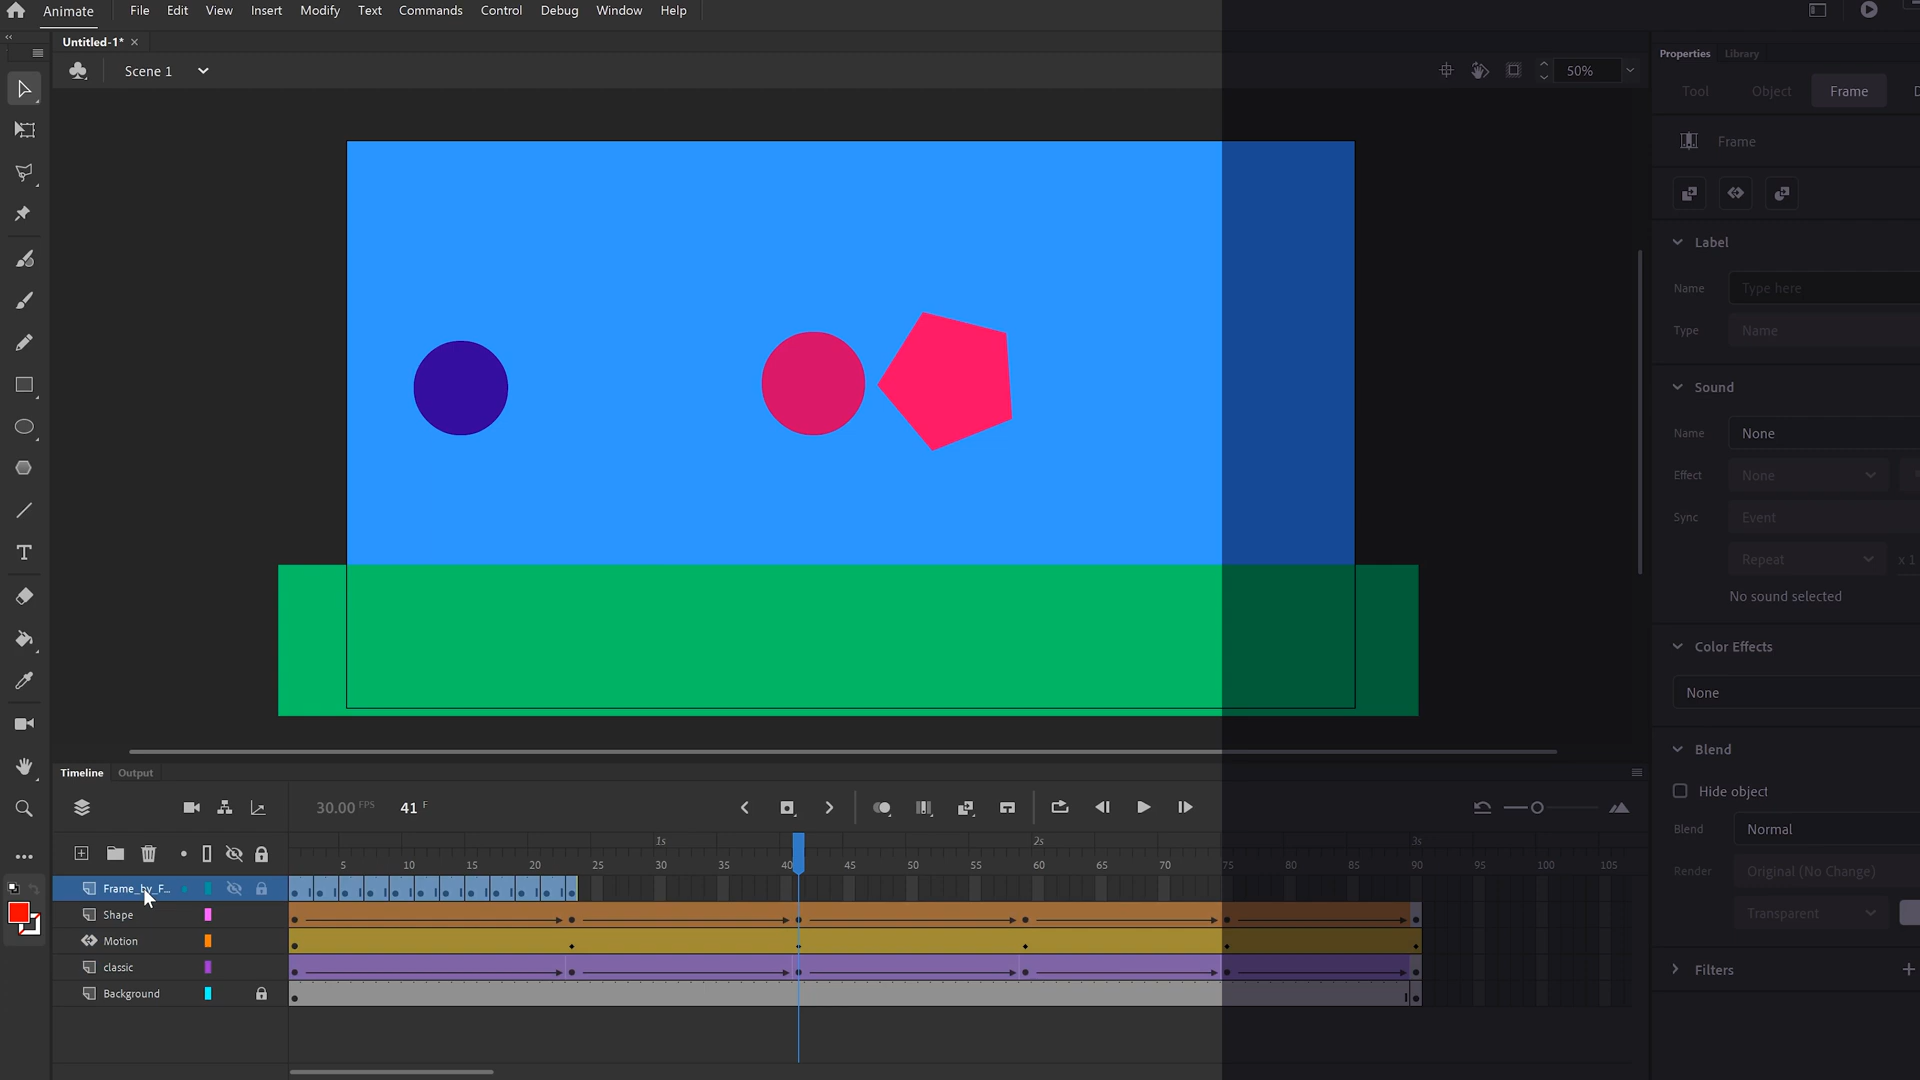 Animate File Edit View Insert Modify Text Commands Control Debug Window Help
Untitled-1* ×
Scene 1
50%
Properties Library
Tool Object Frame
Frame
Label
Name Type here
Type Name
Sound
Name None
Effect None
Sync Event
Repeat x 1
No sound selected
Color Effects
None
Blend
Hide object
Blend Normal
Render Original (No Change)
Transparent
Filters
Timeline Output
30.00 FPS 41 F
1s 2s 3s
5 10 15 20 25 30 35 40 45 50 55 60 65 70 75 80 85 90 95 100 105
Frame_by_F...
Shape
Motion
classic
Background